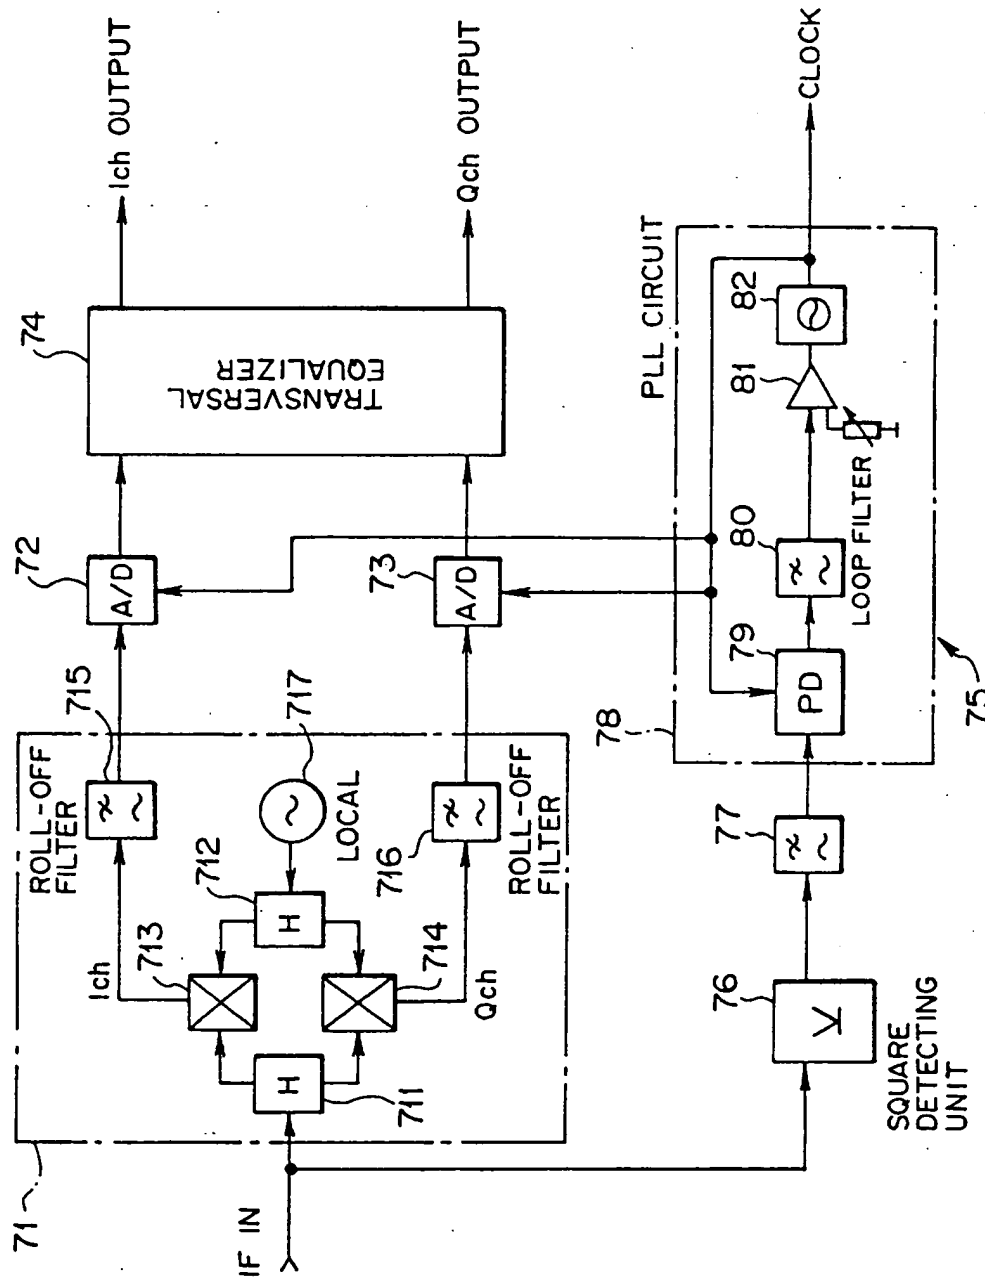 Ich OUTPUT
Qch OUTPUT
CLOCK
74
TRANSVERSAL
EQUALIZER
PLL CIRCUIT
82
81
72
A/D
73
A/D
80
LOOP FILTER
79
PD
78
75
715
ROLL-OFF
FILTER
717
LOCAL
716
ROLL-OFF
FILTER
712
H
713
Ich
714
Qch
H
711
71
IF IN
77
76
SQUARE
DETECTING
UNIT